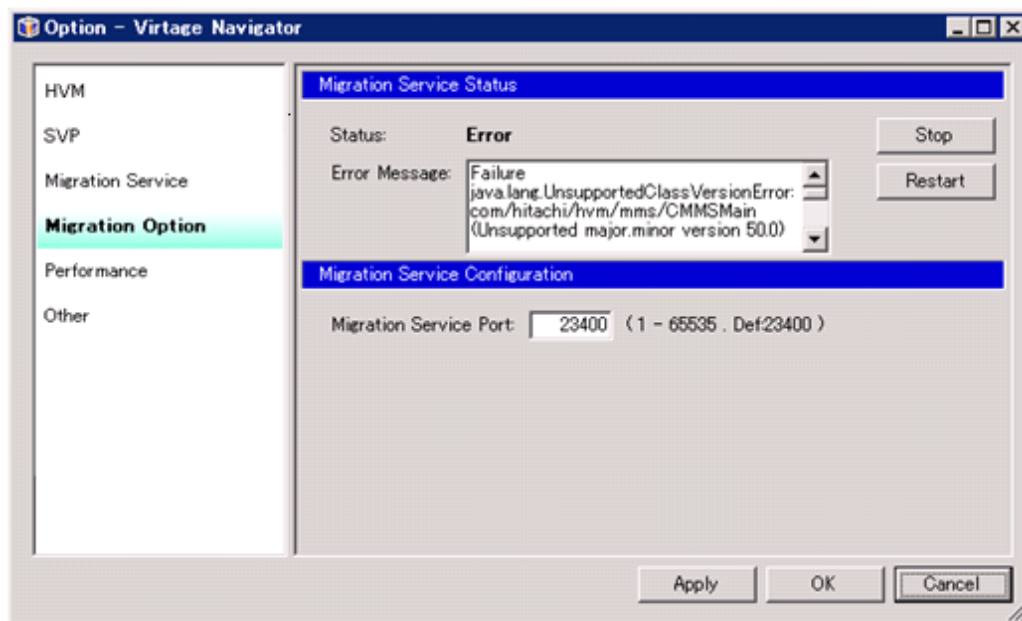 Option - Virtage Navigator
HVM
SVP
Migration Service
Migration Option
Performance
Other
Migration Service Status
Status: Error
Stop
Error Message: Failure
java.lang.UnsupportedClassVersionError:
com/hitachi/hvm/mms/CMMSMain
(Unsupported major.minor version 50.0)
Restart
Migration Service Configuration
Migration Service Port: 23400 ( 1 - 65535 . Def:23400 )
Apply
OK
Cancel